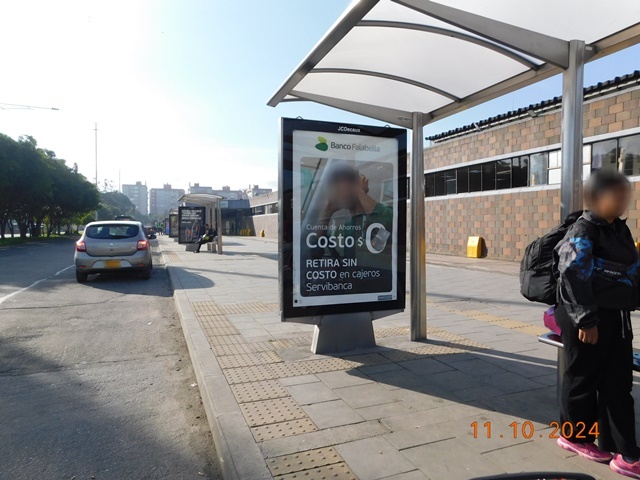 JCDecaux
Banco Falabella
Cuenta de Ahorros
Costo $0
RETIRA SIN
COSTO en cajeros
Servibanca
11.10.2024